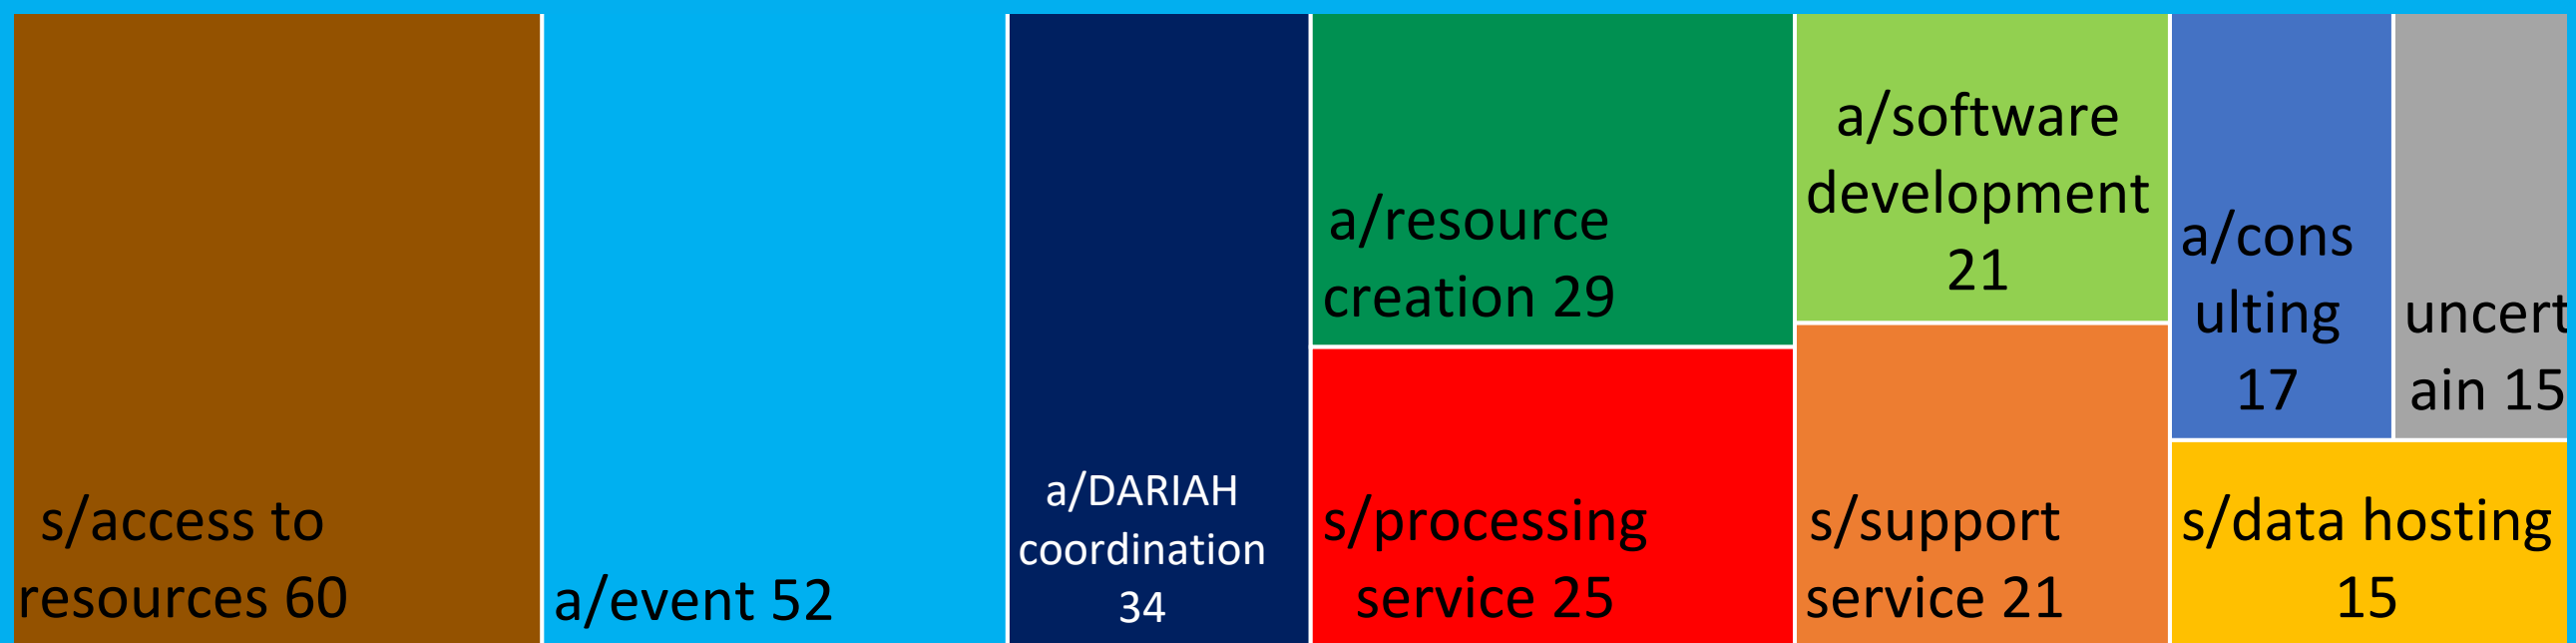 s/access to
resources 60
a/event 52
a/DARIAH
coordination
34
a/resource
creation 29
s/processing
service 25
a/software
development
21
s/support
service 21
a/cons
ulting
17
uncert
ain 15
s/data hosting
15